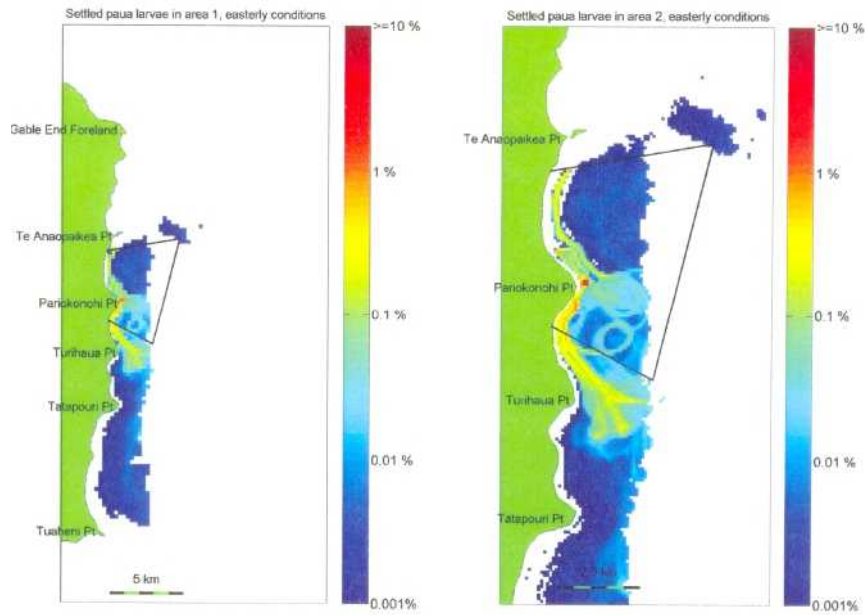 Settled paua larvae in area 1, easterly conditions
>=10 %
Gable End Foreland
1 %
Te Anaopaikea Pt
Pariokonohi Pt
0.1 %
Turihaua Pt
Tatapouri Pt
0.01 %
Tuaheni Pt
5 km
0.001%
Settled paua larvae in area 2, easterly conditions
>=10 %
Te Anaopaikea Pt
1 %
Pariokonohi Pt
0.1 %
Turihaua Pt
0.01 %
Tatapouri Pt
0.001%